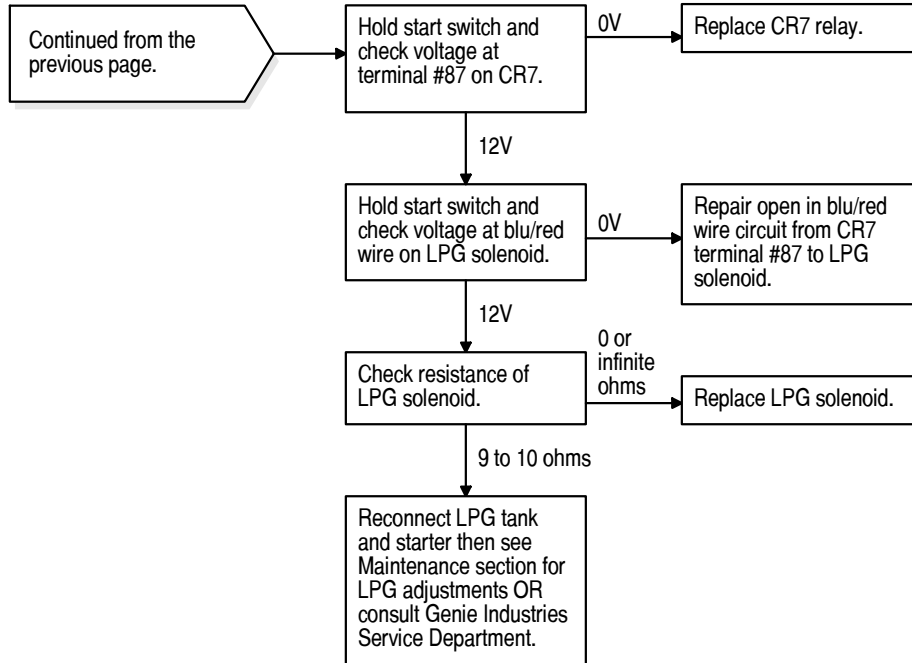 Continued from the
previous page.
Hold start switch and
check voltage at
terminal #87 on CR7.
0V
Replace CR7 relay.
12V
Hold start switch and
check voltage at blu/red
wire on LPG solenoid.
0V
Repair open in blu/red
wire circuit from CR7
terminal #87 to LPG
solenoid.
12V
Check resistance of
LPG solenoid.
0 or
infinite
ohms
Replace LPG solenoid.
9 to 10 ohms
Reconnect LPG tank
and starter then see
Maintenance section for
LPG adjustments OR
consult Genie Industries
Service Department.